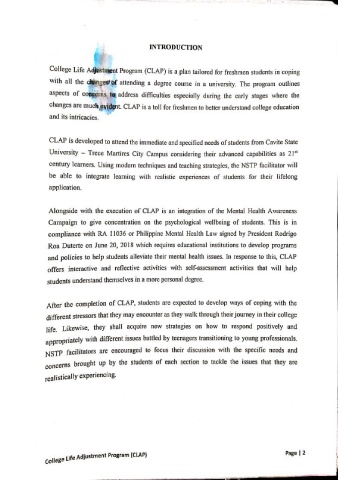 INTRODUCTION
College Life Adjustment Program (CLAP) is a plan tailored for freshmen students in coping
with all the changes of attending a degree course in a university. The program outlines
aspects of concerns to address difficulties especially during the early stages where the
changes are much evident. CLAP is a toll for freshmen to better understand college education
and its intricacies.
CLAP is developed to attend the immediate and specified needs of students from Cavite State
University – Trece Martires City Campus considering their advanced capabilities as 21st
century learners. Using modern techniques and teaching strategies, the NSTP facilitator will
be able to integrate learning with realistic experiences of students for their lifelong
application.
Alongside with the execution of CLAP is an integration of the Mental Health Awareness
Campaign to give concentration on the psychological wellbeing of students. This is in
compliance with RA 11036 or Philippine Mental Health Law signed by President Rodrigo
Roa Duterte on June 20, 2018 which requires educational institutions to develop programs
and policies to help students alleviate their mental health issues. In response to this, CLAP
offers interactive and reflective activities with self-assessment activities that will help
students understand themselves in a more personal degree.
After the completion of CLAP, students are expected to develop ways of coping with the
different stressors that they may encounter as they walk through their journey in their college
life. Likewise, they shall acquire new strategies on how to respond positively and
appropriately with different issues battled by teenagers transitioning to young professionals.
NSTP facilitators are encouraged to focus their discussion with the specific needs and
concerns brought up by the students of each section to tackle the issues that they are
realistically experiencing.
College Life Adjustment Program (CLAP)
Page | 2